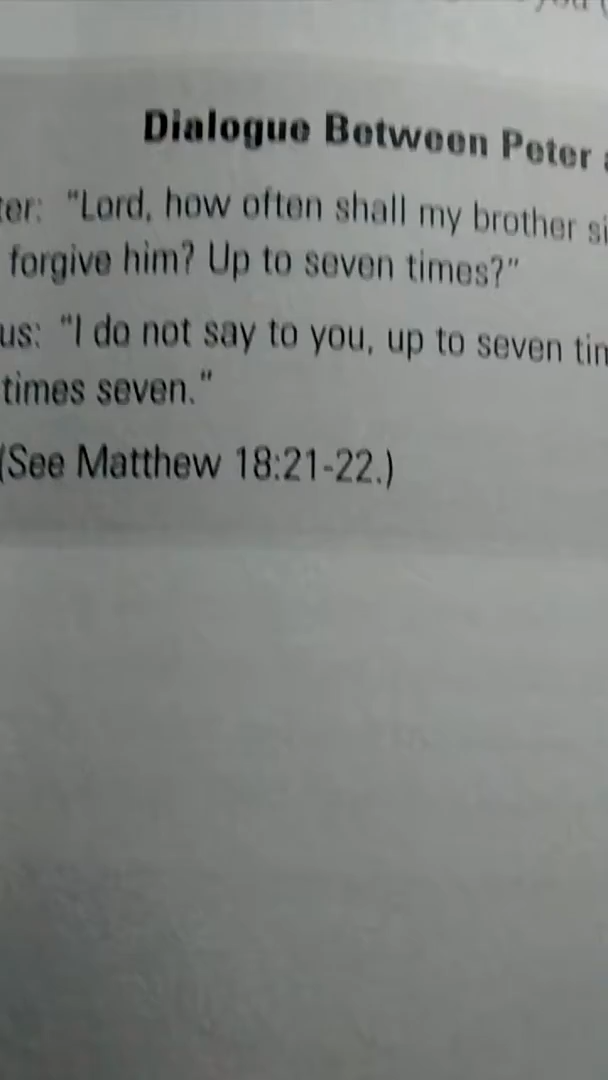 Dialogue Between Peter
ter: "Lord, how often shall my brother si
forgive him? Up to seven times?"
us: "I do not say to you, up to seven tim
times seven."
(See Matthew 18:21-22.)